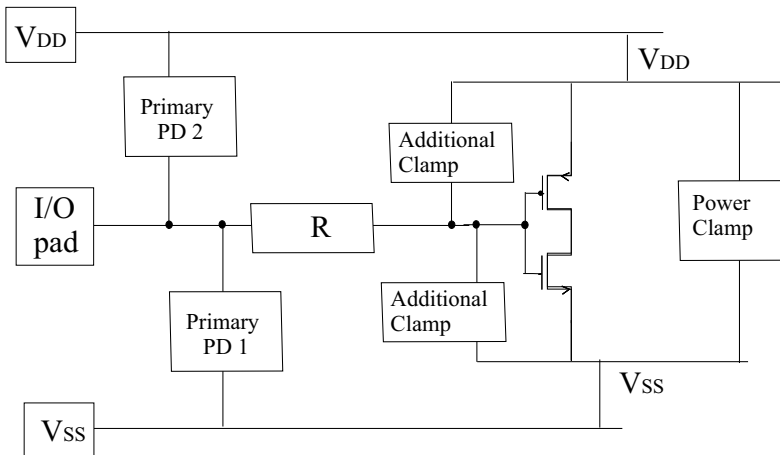 VDD
VDD
Primary
PD 2
Additional
Clamp
I/O
pad
R
Power
Clamp
Additional
Clamp
Primary
PD 1
VSS
VSS